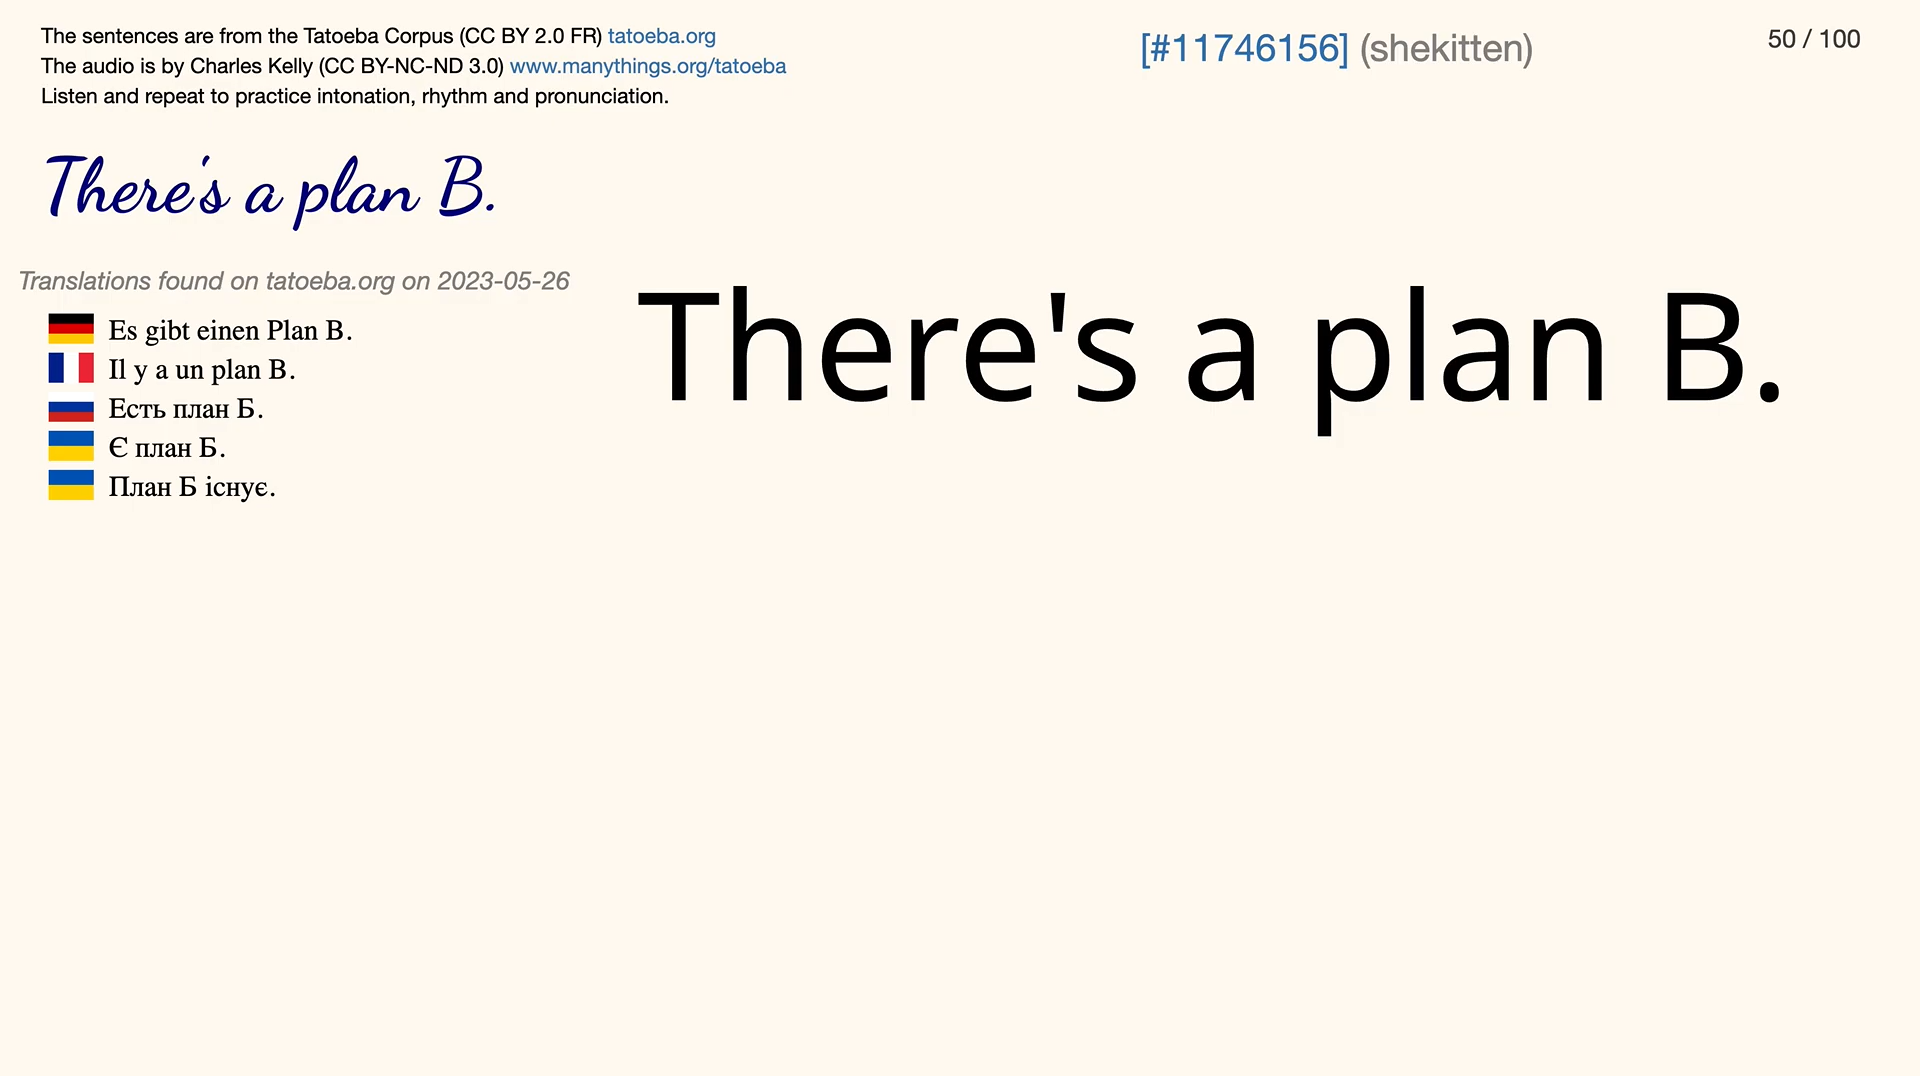 The sentences are from the Tatoeba Corpus (CC BY 2.0 FR) tatoeba.org
The audio is by Charles Kelly (CC BY-NC-ND 3.0) www.manythings.org/tatoeba
Listen and repeat to practice intonation, rhythm and pronunciation.
[#11746156] (shekitten)
50 / 100
There's a plan B.
Translations found on tatoeba.org on 2023-05-26
Es gibt einen Plan B.
Il y a un plan B.
Есть план Б.
Є план Б.
План Б існує.
There's a plan B.